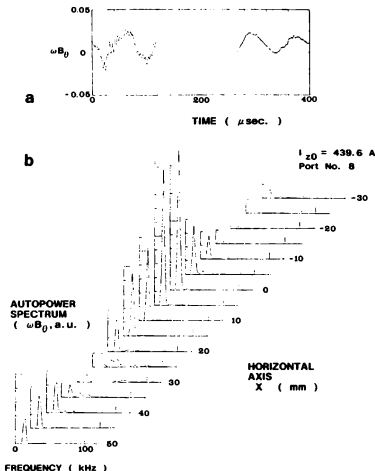 0.05
0
-0.05
ωBθ
0
200
400
TIME ( μsec. )
a
b
I z0 = 439.6 A
Port No. 8
-30
-20
-10
0
10
20
30
40
50
AUTOPOWER
SPECTRUM
( ωBθ, a.u. )
HORIZONTAL
AXIS
X ( mm )
0
100
FREQUENCY ( kHz )